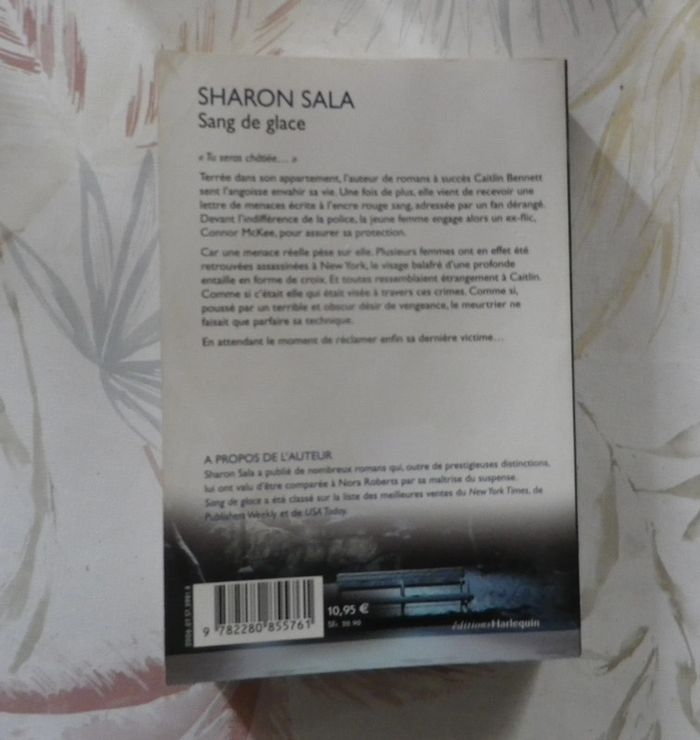 SHARON SALA
Sang de glace
« Tu seras châtiée... »
Terrée dans son appartement, l'auteur de romans à succès Caitlin Bennett
sent l'angoisse envahir sa vie. Une fois de plus, elle vient de recevoir une
lettre de menaces écrite à l'encre rouge sang, adressée par un fan dérangé.
Devant l'indifférence de la police, la jeune femme engage alors un ex-flic,
Connor McKee, pour assurer sa protection.
Car une menace réelle pèse sur elle. Plusieurs femmes ont en effet été
retrouvées assassinées à New York, le visage balafré d'une profonde
entaille en forme de croix. Et toutes ressemblaient étrangement à Caitlin.
Comme si c'était elle qui était visée à travers ces crimes. Comme si,
poussé par un terrible et obscur désir de vengeance, le meurtrier ne
faisait que parfaire sa technique.
En attendant le moment de réclamer enfin sa dernière victime...
A PROPOS DE L'AUTEUR
Sharon Sala a publié de nombreux romans qui, outre de prestigieuses distinctions,
lui ont valu d'être comparée à Nora Roberts par sa maîtrise du suspense.
Sang de glace a été classé sur la liste des meilleures ventes du New York Times, de
Publishers Weekly et de USA Today.
10,95 €
9 782280 855761
éditions Harlequin